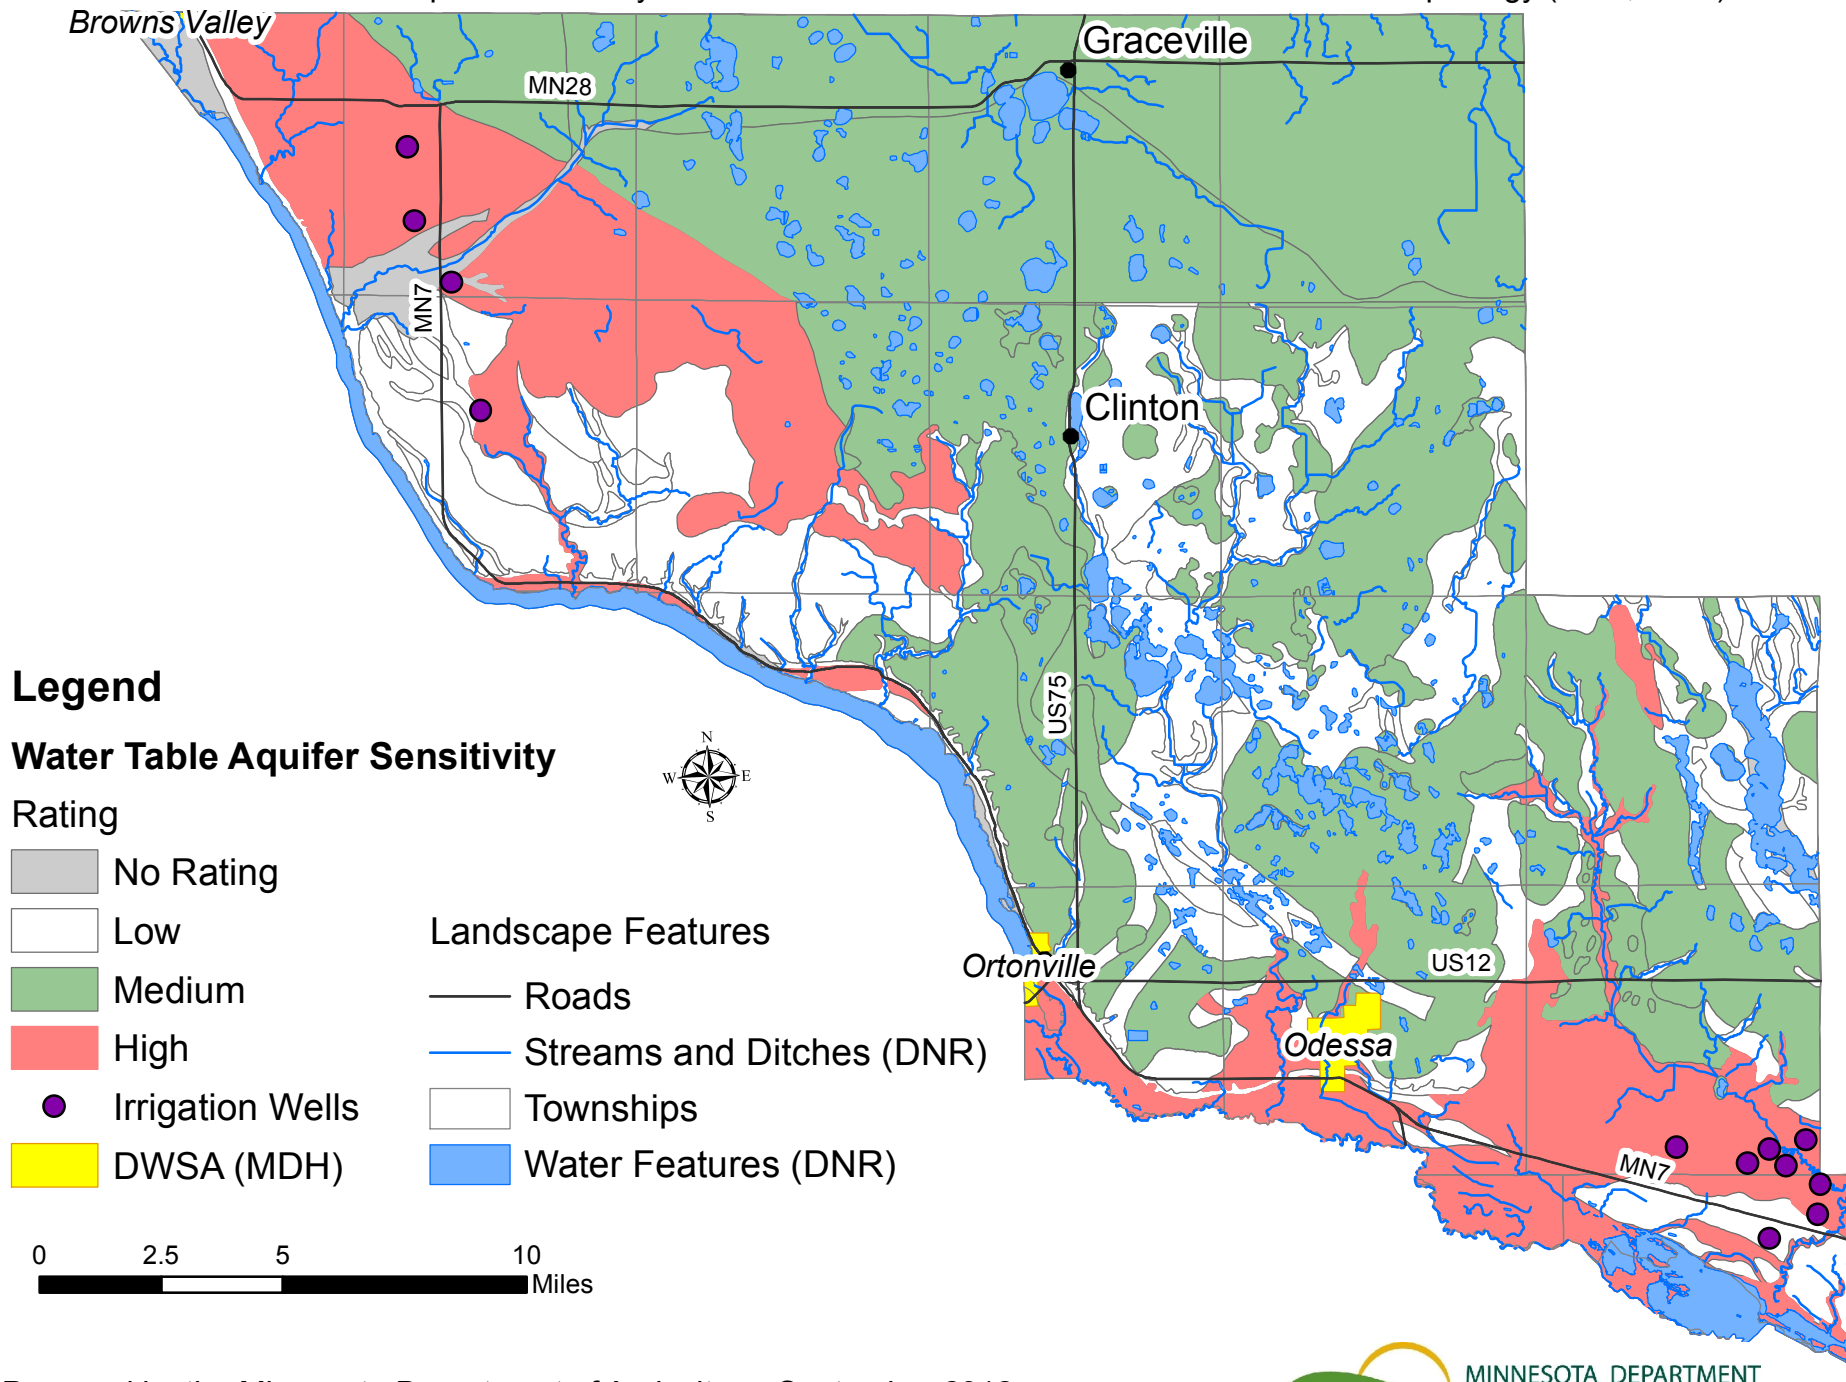 Browns Valley
Graceville
MN28
MN7
Clinton
US75
Ortonville
US12
Odessa
MN7
N
W E
S
Legend
Water Table Aquifer Sensitivity
Rating
No Rating
Low
Medium
High
Irrigation Wells
DWSA (MDH)
Landscape Features
Roads
Streams and Ditches (DNR)
Townships
Water Features (DNR)
0 2.5 5 10
Miles
MINNESOTA DEPARTMENT